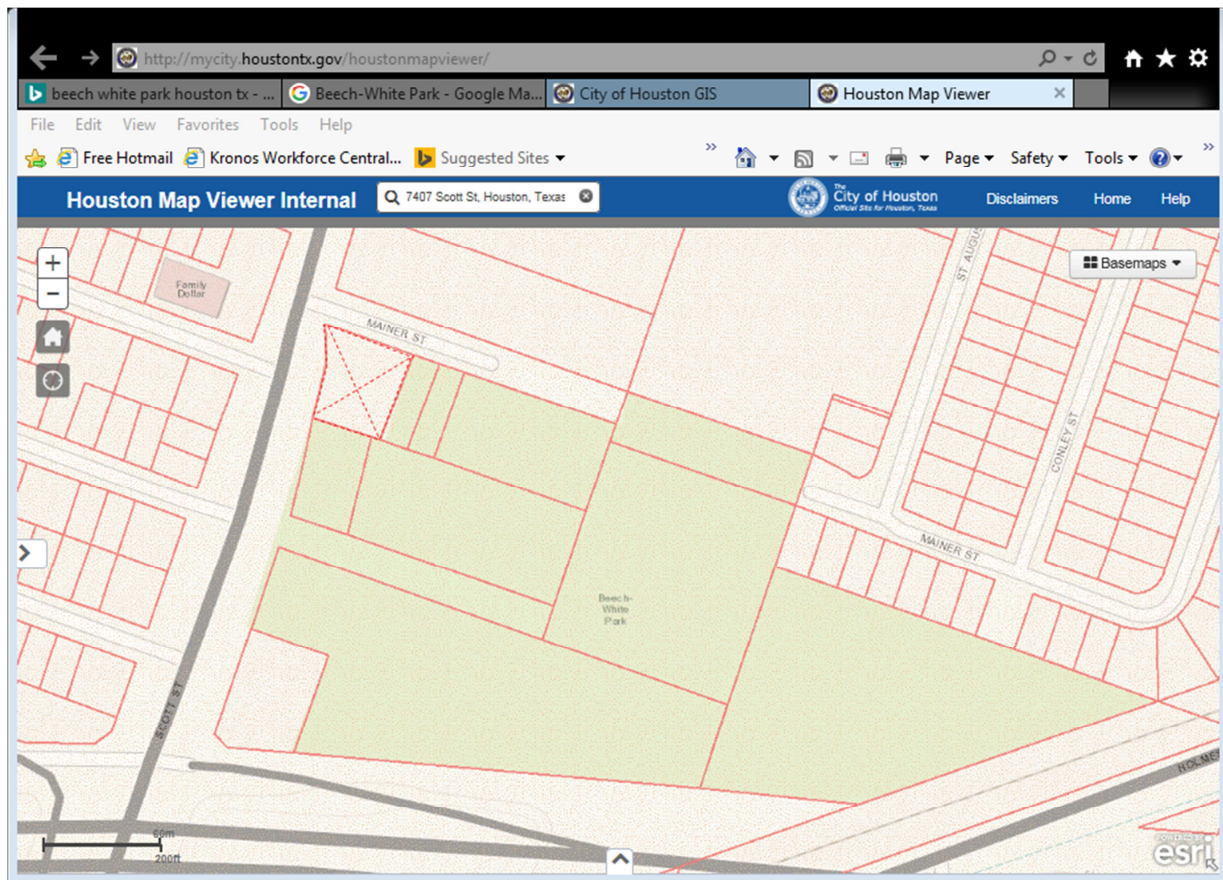 http://mycity.houstontx.gov/houstonmapviewer/
beech white park houston tx - ...
Beech-White Park - Google Ma...
City of Houston GIS
Houston Map Viewer
File Edit View Favorites Tools Help
Free Hotmail
Kronos Workforce Central...
Suggested Sites
Page
Safety
Tools
Houston Map Viewer Internal
7407 Scott St, Houston, Texas
The
City of Houston
Official Site for Houston, Texas
Disclaimers
Home
Help
+
−
Basemaps
Family
Dollar
ST. AUGUS
MAINER ST
CONLEY ST
MAINER ST
Beech-
White
Park
SCOTT ST
HOLMES
60m
200ft
POWERED BY
esri